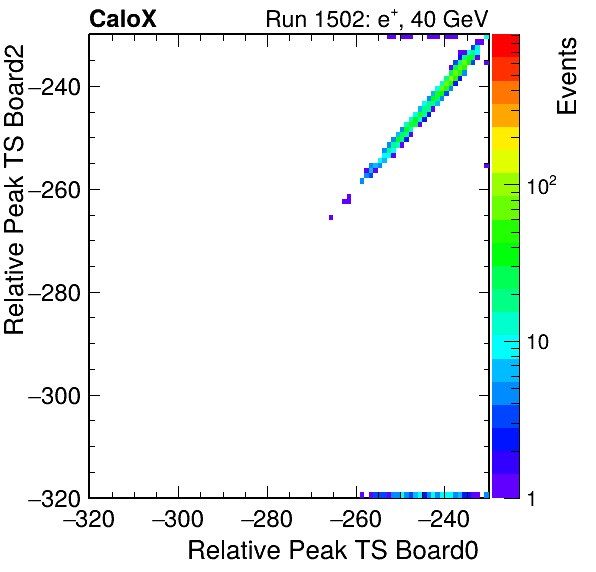 CaloX
Run 1502: e⁺, 40 GeV
Relative Peak TS Board2
−240
−260
−280
−300
−320
−320
−300
−280
−260
−240
Relative Peak TS Board0
Events
10²
10
1